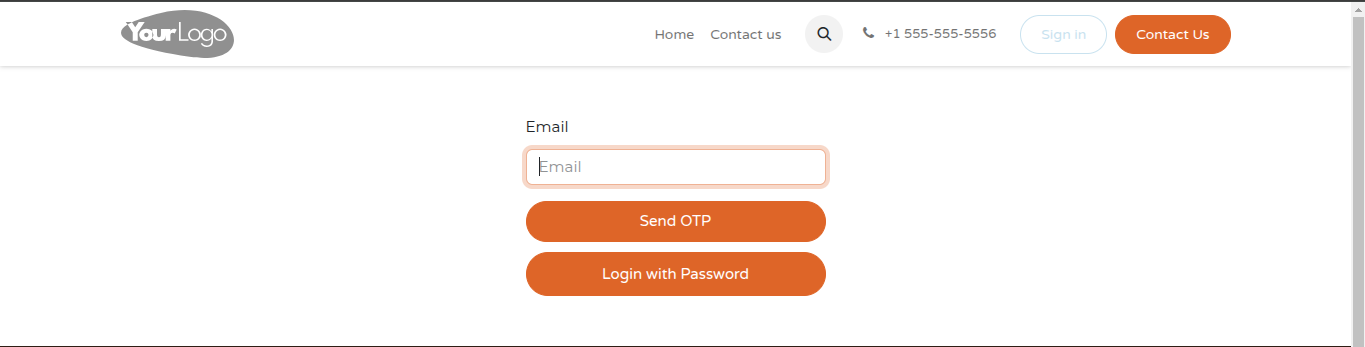 YourLogo
Home Contact us +1 555-555-5556 Sign in Contact Us
Email
Email
Send OTP
Login with Password